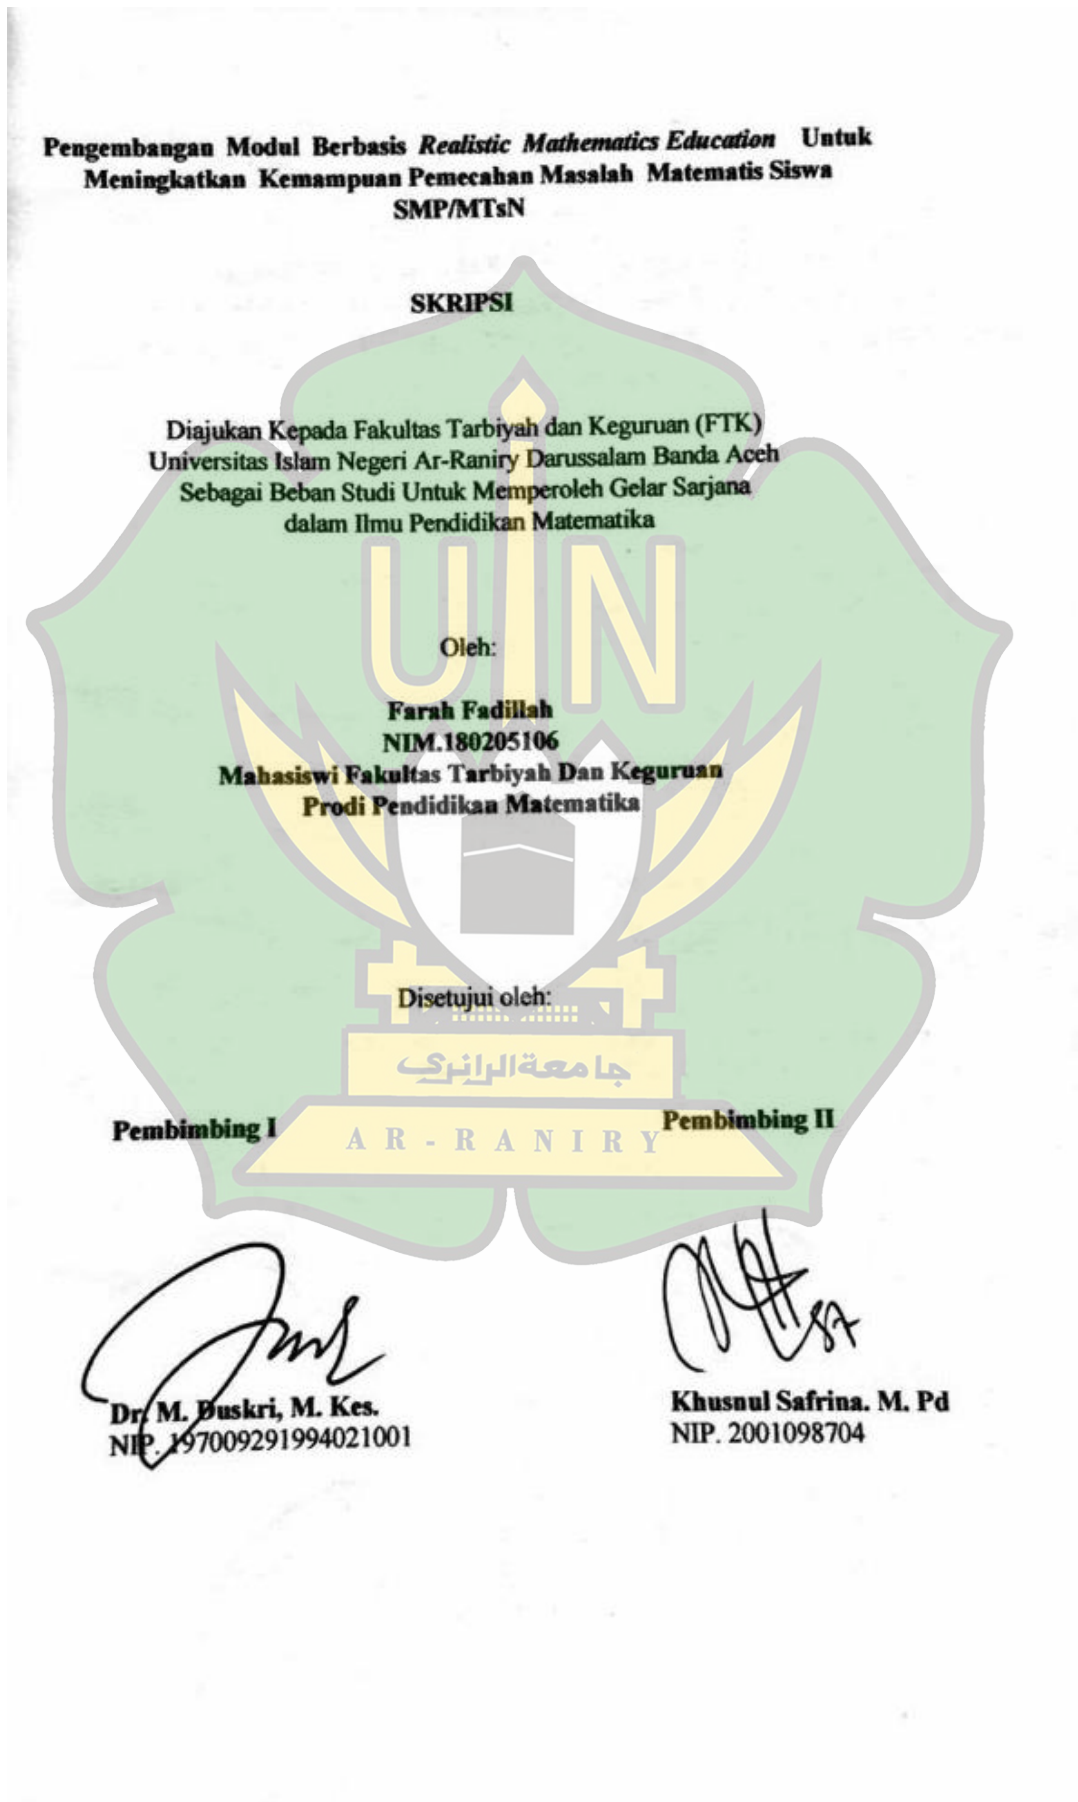 Pengembangan Modul Berbasis Realistic Mathematics Education Untuk
Meningkatkan Kemampuan Pemecahan Masalah Matematis Siswa
SMP/MTsN
SKRIPSI
Diajukan Kepada Fakultas Tarbiyah dan Keguruan (FTK)
Universitas Islam Negeri Ar-Raniry Darussalam Banda Aceh
Sebagai Beban Studi Untuk Memperoleh Gelar Sarjana
dalam Ilmu Pendidikan Matematika
UIN
Oleh:
Farah Fadillah
NIM.180205106
Mahasiswi Fakultas Tarbiyah Dan Keguruan
Prodi Pendidikan Matematika
Disetujui oleh:
جامعة الرانري
AR-RANIRY
Pembimbing I
Pembimbing II
Dr. M. Duskri, M. Kes.
NIP. 197009291994021001
Khusnul Safrina. M. Pd
NIP. 2001098704